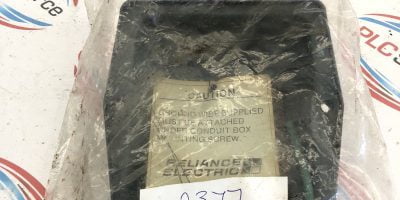 CAUTION
GROUND WIRE SUPPLIED
MUST BE ATTACHED
UNDER CONDUIT BOX
MOUNTING SCREW.
RELIANCE
ELECTRIC
0377